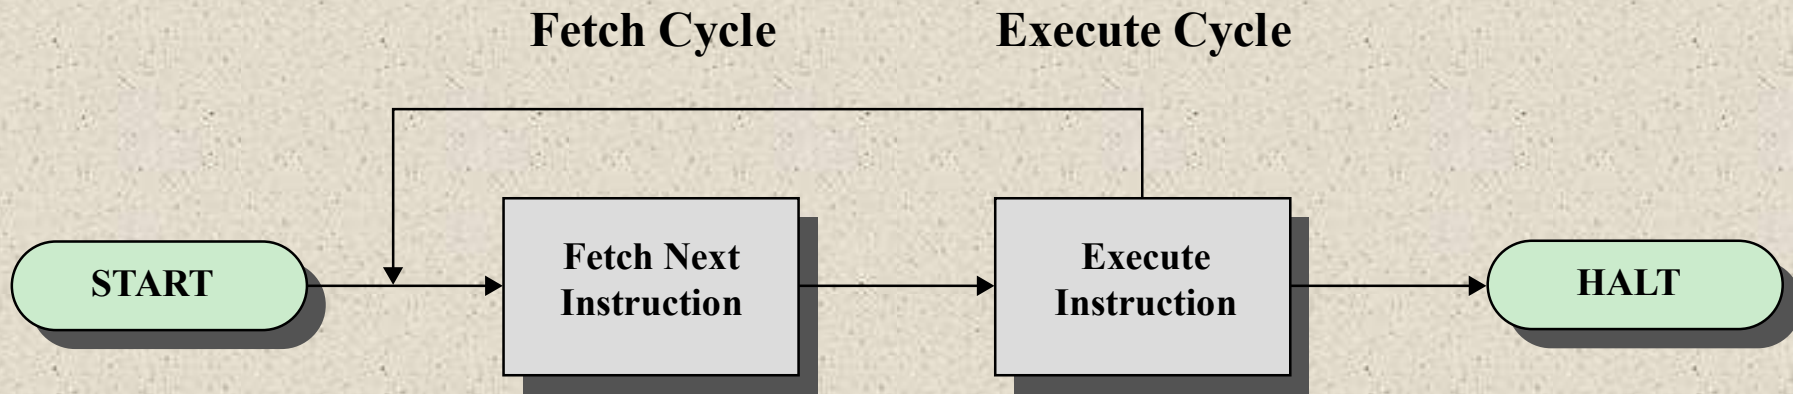 Fetch Cycle
Execute Cycle
START
Fetch Next
Instruction
Execute
Instruction
HALT